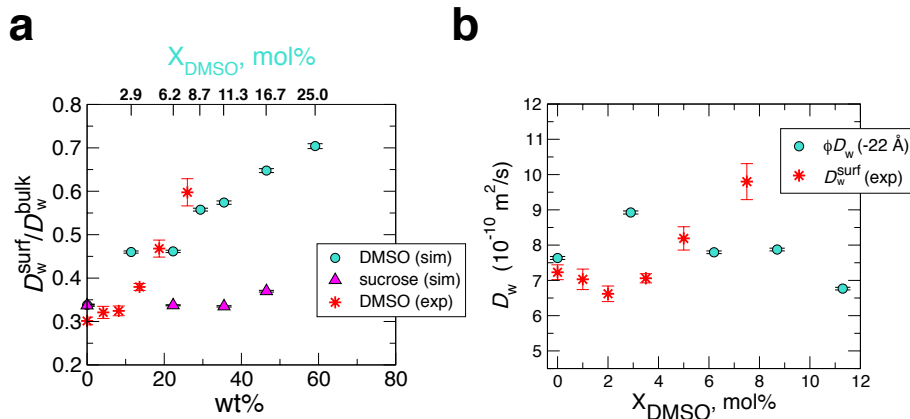 a
X_DMSO, mol%
2.9 6.2 8.7 11.3 16.7 25.0
0.8
0.7
0.6
0.5
0.4
0.3
0.2
D_w^surf/D_w^bulk
DMSO (sim)
sucrose (sim)
DMSO (exp)
0 20 40 60 80
wt%
b
12
11
10
9
8
7
6
5
D_w (10^-10 m^2/s)
ϕD_w (-22 Å)
D_w^surf (exp)
0 2 4 6 8 10 12
X_DMSO, mol%